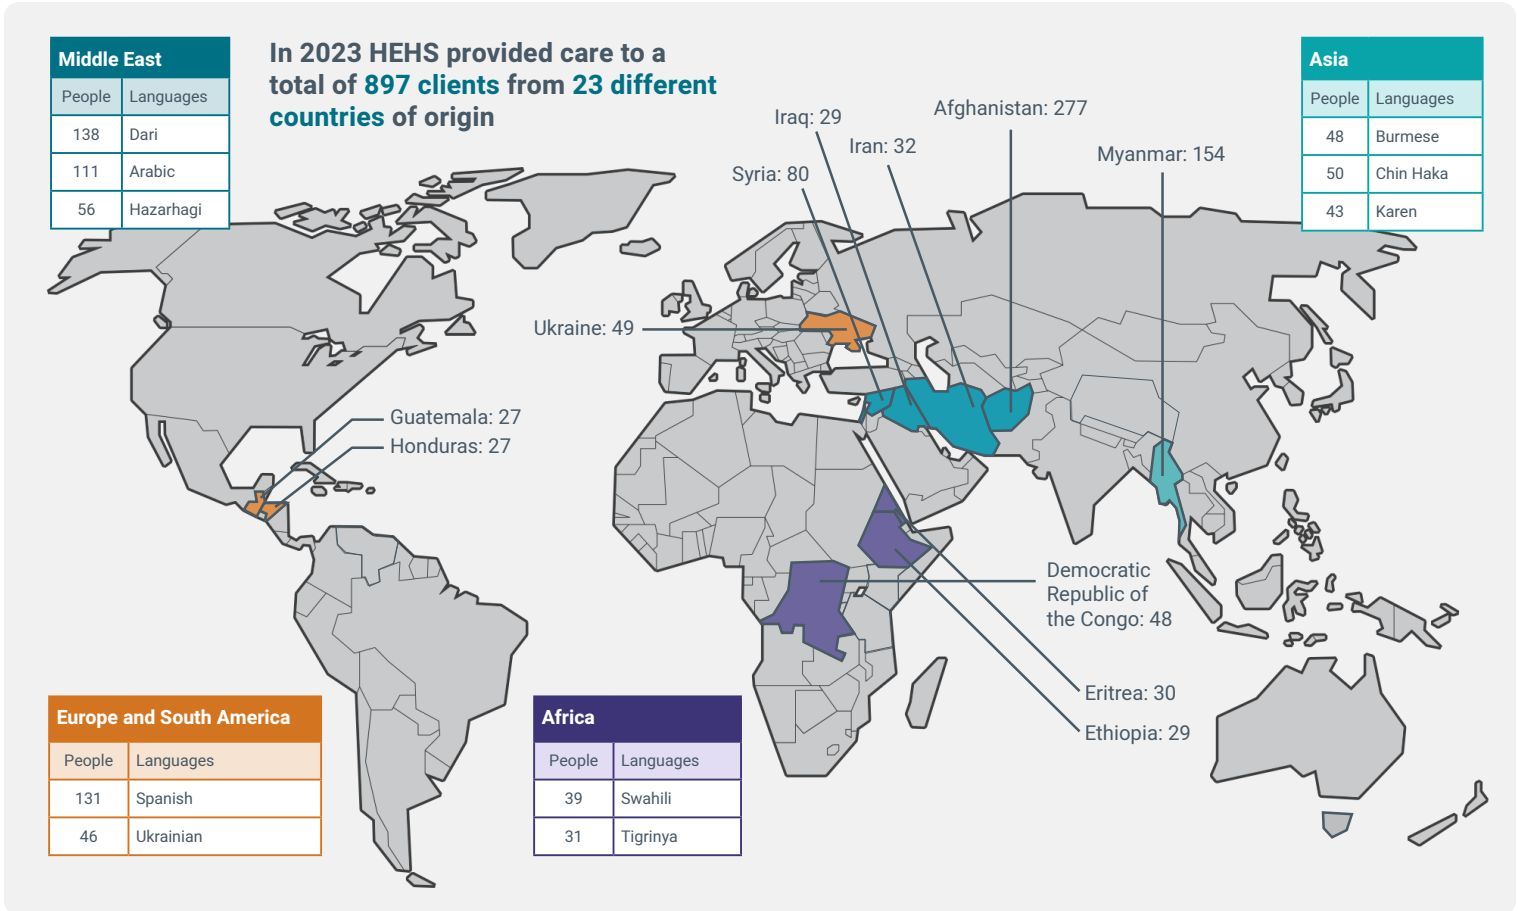 In 2023 HEHS provided care to a
total of 897 clients from 23 different
countries of origin
Middle East
People Languages
138 Dari
111 Arabic
56 Hazarhagi
Iraq: 29
Iran: 32
Syria: 80
Afghanistan: 277
Myanmar: 154
Asia
People Languages
48 Burmese
50 Chin Haka
43 Karen
Ukraine: 49
Guatemala: 27
Honduras: 27
Democratic
Republic of
the Congo: 48
Eritrea: 30
Ethiopia: 29
Europe and South America
People Languages
131 Spanish
46 Ukrainian
Africa
People Languages
39 Swahili
31 Tigrinya